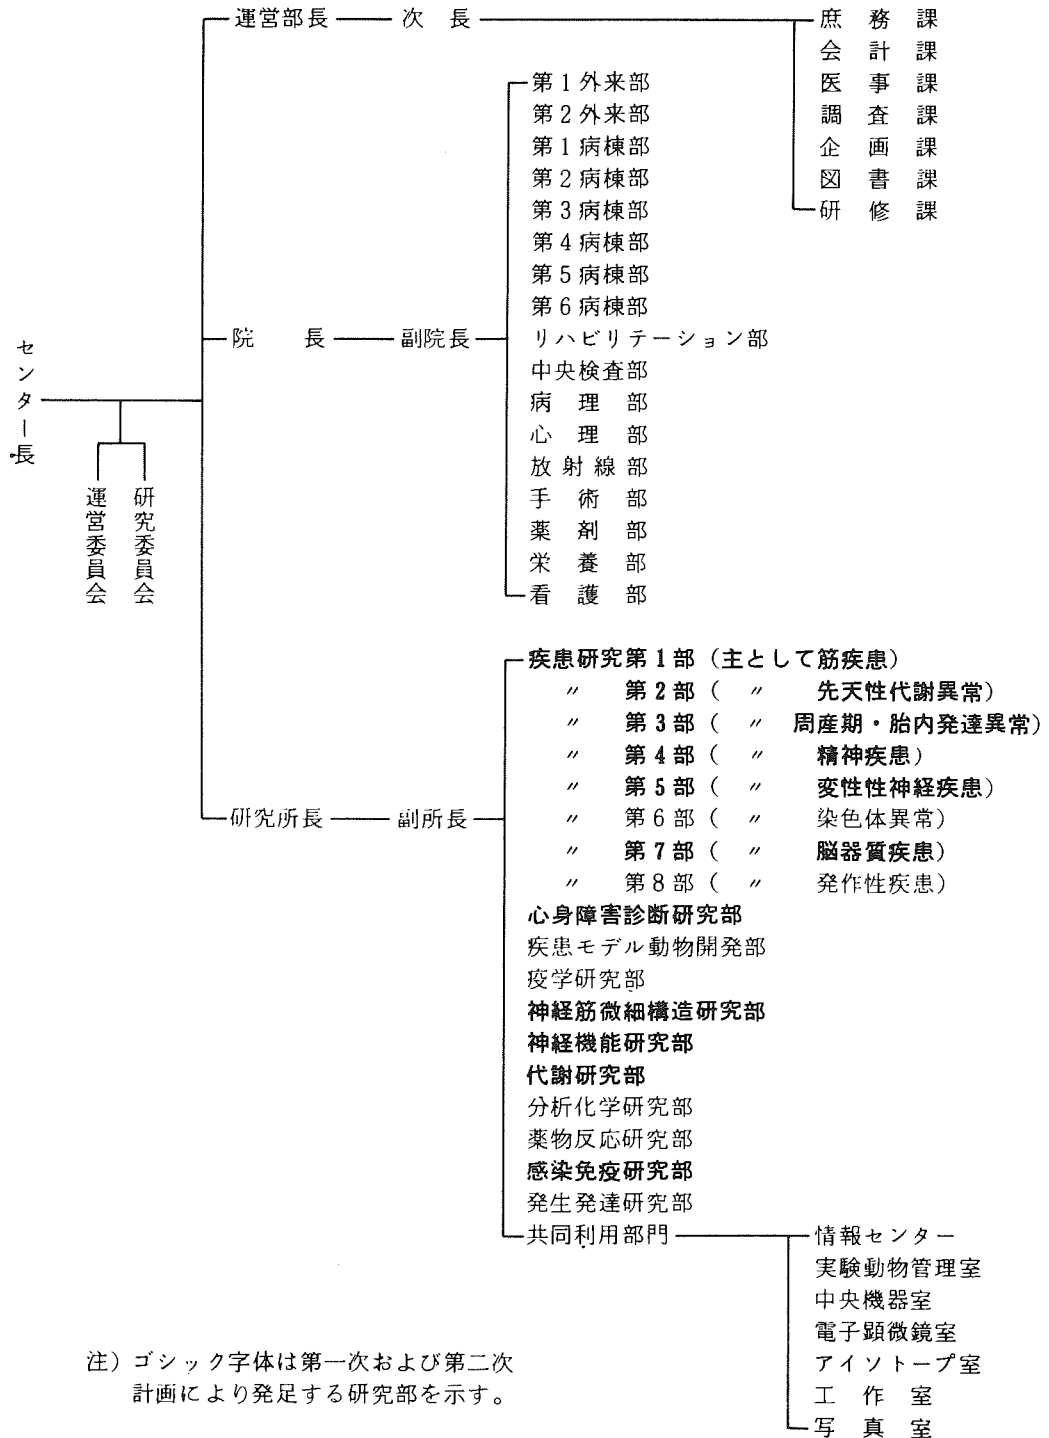 センター長
運営委員会
研究委員会
運営部長
次長
庶務課
会計課
医事課
調査課
企画課
図書課
研修課
院長
副院長
第1外来部
第2外来部
第1病棟部
第2病棟部
第3病棟部
第4病棟部
第5病棟部
第6病棟部
リハビリテーション部
中央検査部
病理部
心理部
放射線部
手術部
薬剤部
栄養部
看護部
研究所長
副所長
疾患研究第1部(主として筋疾患)
〃 第2部( 〃 先天性代謝異常)
〃 第3部( 〃 周産期・胎内発達異常)
〃 第4部( 〃 精神疾患)
〃 第5部( 〃 変性性神経疾患)
〃 第6部( 〃 染色体異常)
〃 第7部( 〃 脳器質疾患)
〃 第8部( 〃 発作性疾患)
心身障害診断研究部
疾患モデル動物開発部
疫学研究部
神経筋微細構造研究部
神経機能研究部
代謝研究部
分析化学研究部
薬物反応研究部
感染免疫研究部
発生発達研究部
共同利用部門
情報センター
実験動物管理室
中央機器室
電子顕微鏡室
アイソトープ室
工作室
写真室
注)ゴシック字体は第一次および第二次
計画により発足する研究部を示す。